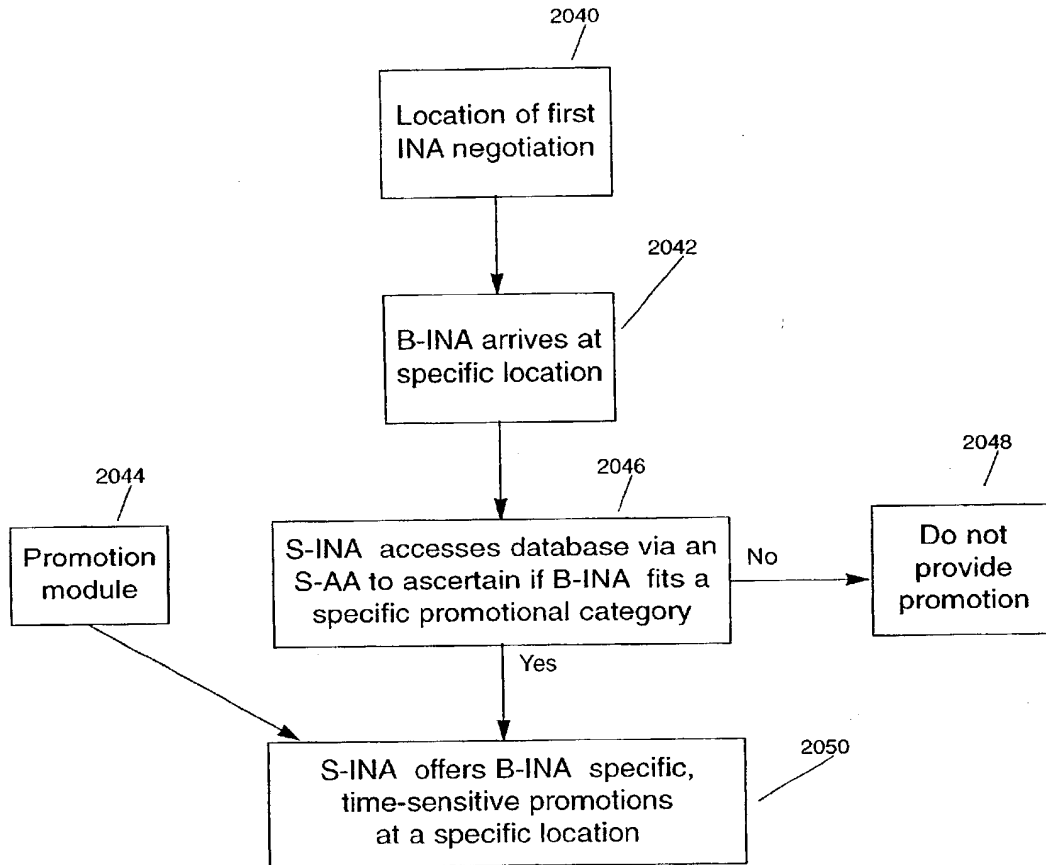 2040
Location of first
INA negotiation
2042
B-INA arrives at
specific location
2044
Promotion
module
2046
S-INA accesses database via an
S-AA to ascertain if B-INA fits a
specific promotional category
No
2048
Do not
provide
promotion
Yes
2050
S-INA offers B-INA specific,
time-sensitive promotions
at a specific location